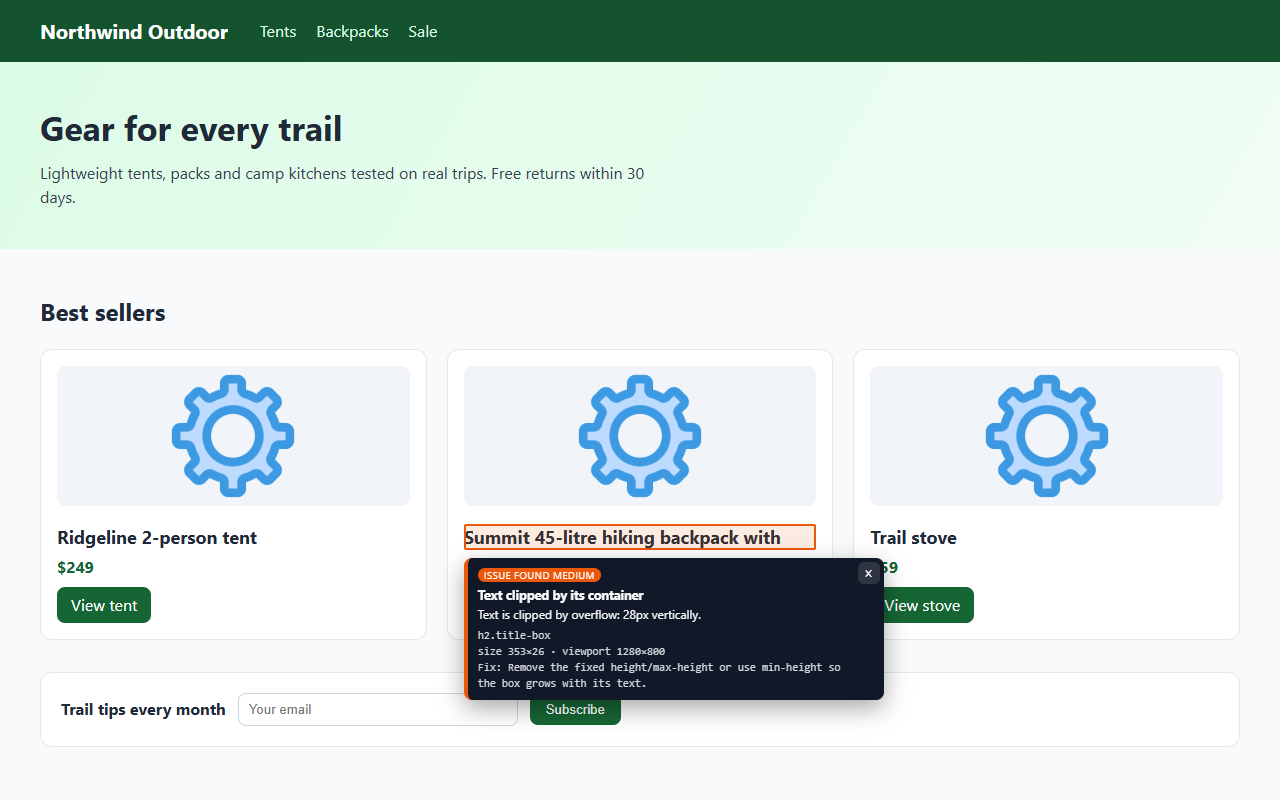 Northwind Outdoor Tents Backpacks Sale
Gear for every trail
Lightweight tents, packs and camp kitchens tested on real trips. Free returns within 30
days.
Best sellers
Ridgeline 2-person tent
$249
View tent
Summit 45-litre hiking backpack with
ISSUE FOUND MEDIUM
x
Text clipped by its container
Text is clipped by overflow: 28px vertically.
h2.title-box
size 353×26 · viewport 1280×800
Fix: Remove the fixed height/max-height or use min-height so
the box grows with its text.
Trail stove
59
View stove
Trail tips every month Your email Subscribe